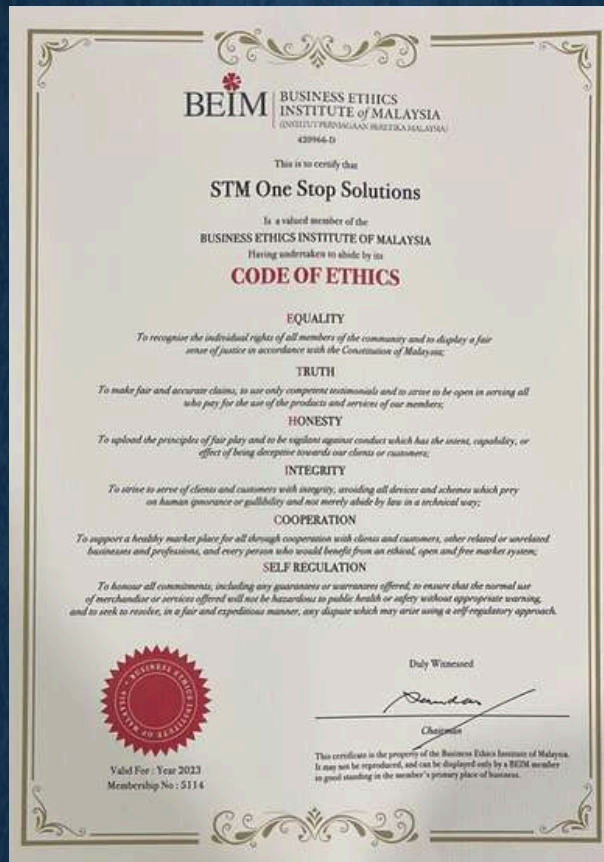 BEIM
BUSINESS ETHICS
INSTITUTE of MALAYSIA
(INSTITUT PERNIAGAAN BERETIKA MALAYSIA)
420966-D
This is to certify that
STM One Stop Solutions
Is a valued member of the
BUSINESS ETHICS INSTITUTE OF MALAYSIA
Having undertaken to abide by its
CODE OF ETHICS
EQUALITY
To recognise the individual rights of all members of the community and to display a fair
sense of justice in accordance with the Constitution of Malaysia;
TRUTH
To make fair and accurate claims, to use only competent testimonials and to strive to be open in serving all
who pay for the use of the products and services of our members;
HONESTY
To upload the principles of fair play and to be vigilant against conduct which has the intent, capability, or
effect of being deceptive towards our clients or customers;
INTEGRITY
To strive to serve of clients and customers with integrity, avoiding all devices and schemes which prey
on human ignorance or gullibility and not merely abide by law in a technical way;
COOPERATION
To support a healthy market place for all through cooperation with clients and customers, other related or unrelated
businesses and professions, and every person who would benefit from an ethical, open and free market system;
SELF REGULATION
To honour all commitments, including any guarantees or warrantees offered, to ensure that the normal use
of merchandise or services offered will not be hazardous to public health or safety without appropriate warning,
and to seek to resolve, in a fair and expeditious manner, any dispute which may arise using a self-regulatory approach.
BUSINESS ETHICS INSTITUTE OF MALAYSIA
Valid For : Year 2023
Membership No : 5114
Duly Witnessed
Chairman
This certificate is the property of the Business Ethics Institute of Malaysia.
It may not be reproduced, and can be displayed only by a BEIM member
in good standing in the member's primary place of business.